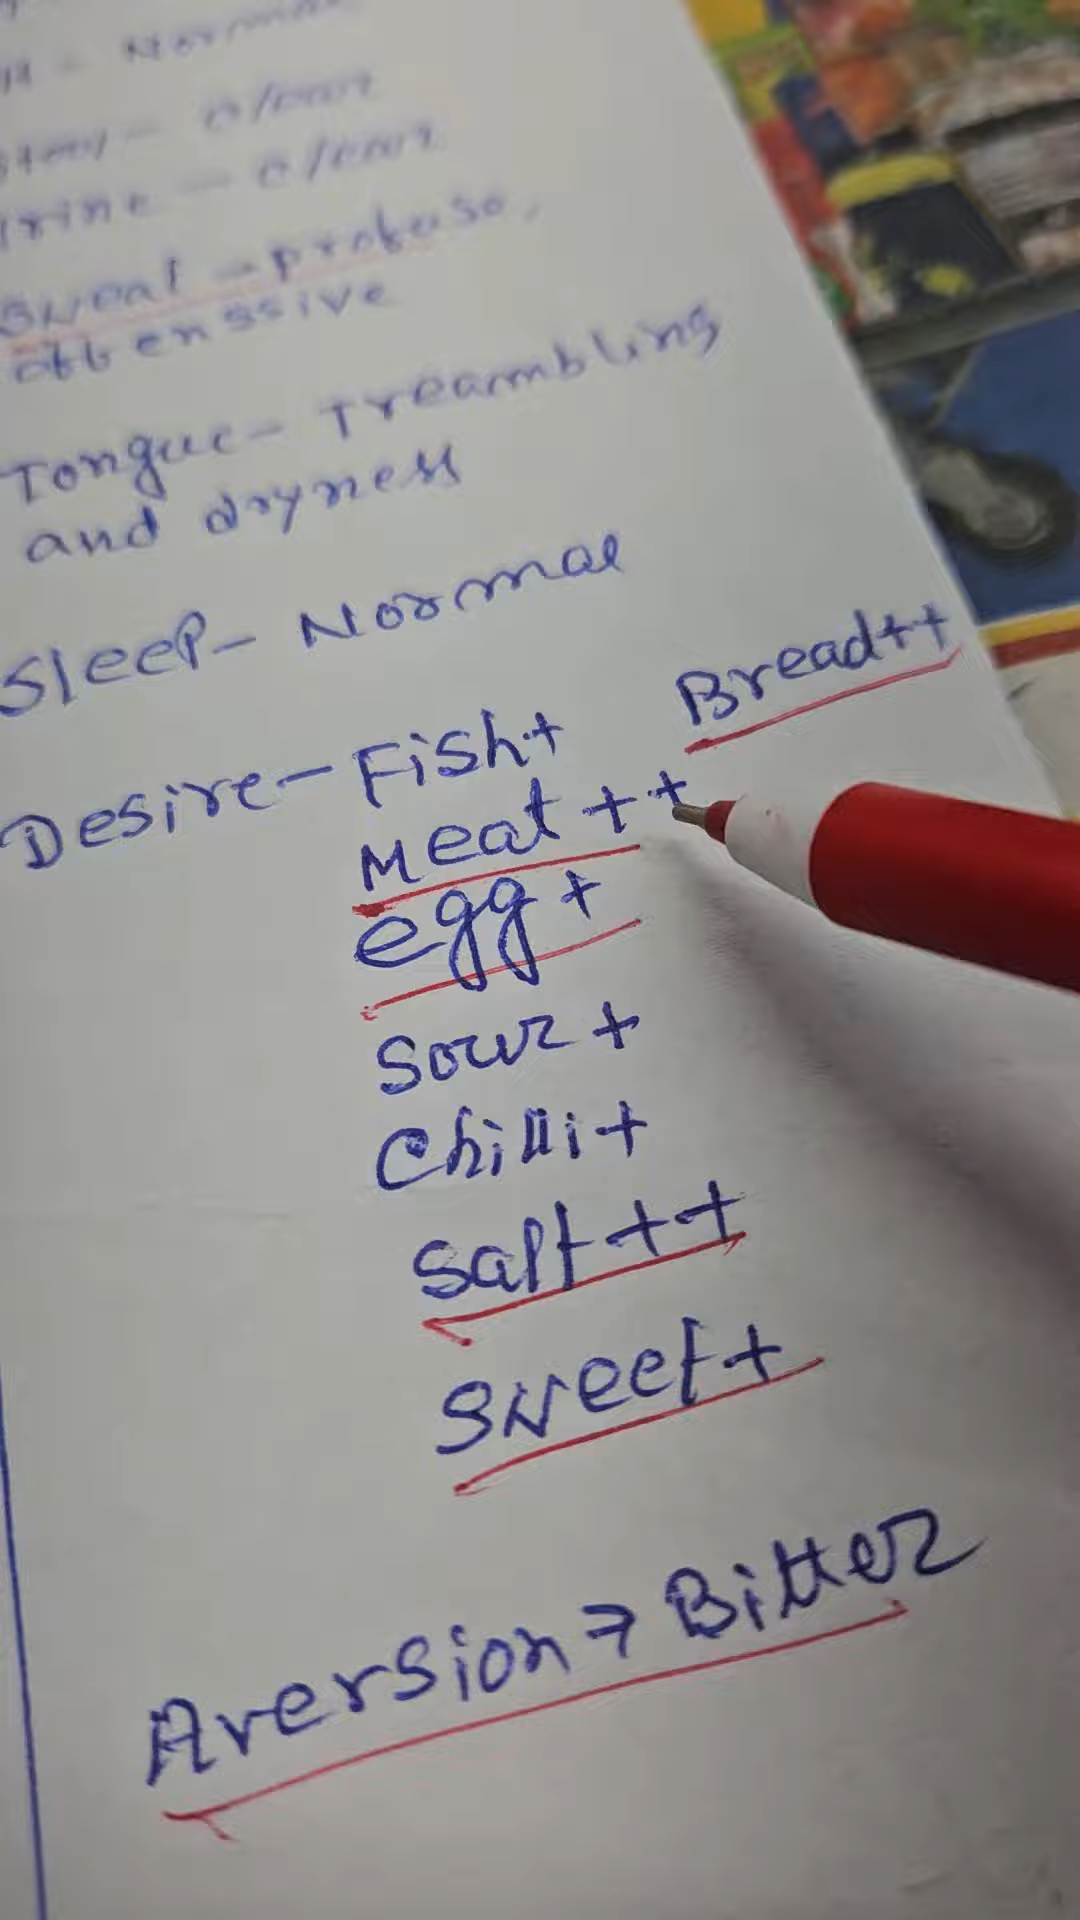 Normal
Stool - Clear
Urine - Clear
Sweat - profuse,
offenssive
Tongue - Treambling
and dryness
Sleep - Normal
Bread++
Desire - Fish+
Meat ++
egg +
Sour +
Chilli +
Salt ++
Sweet +
Aversion → Bitter